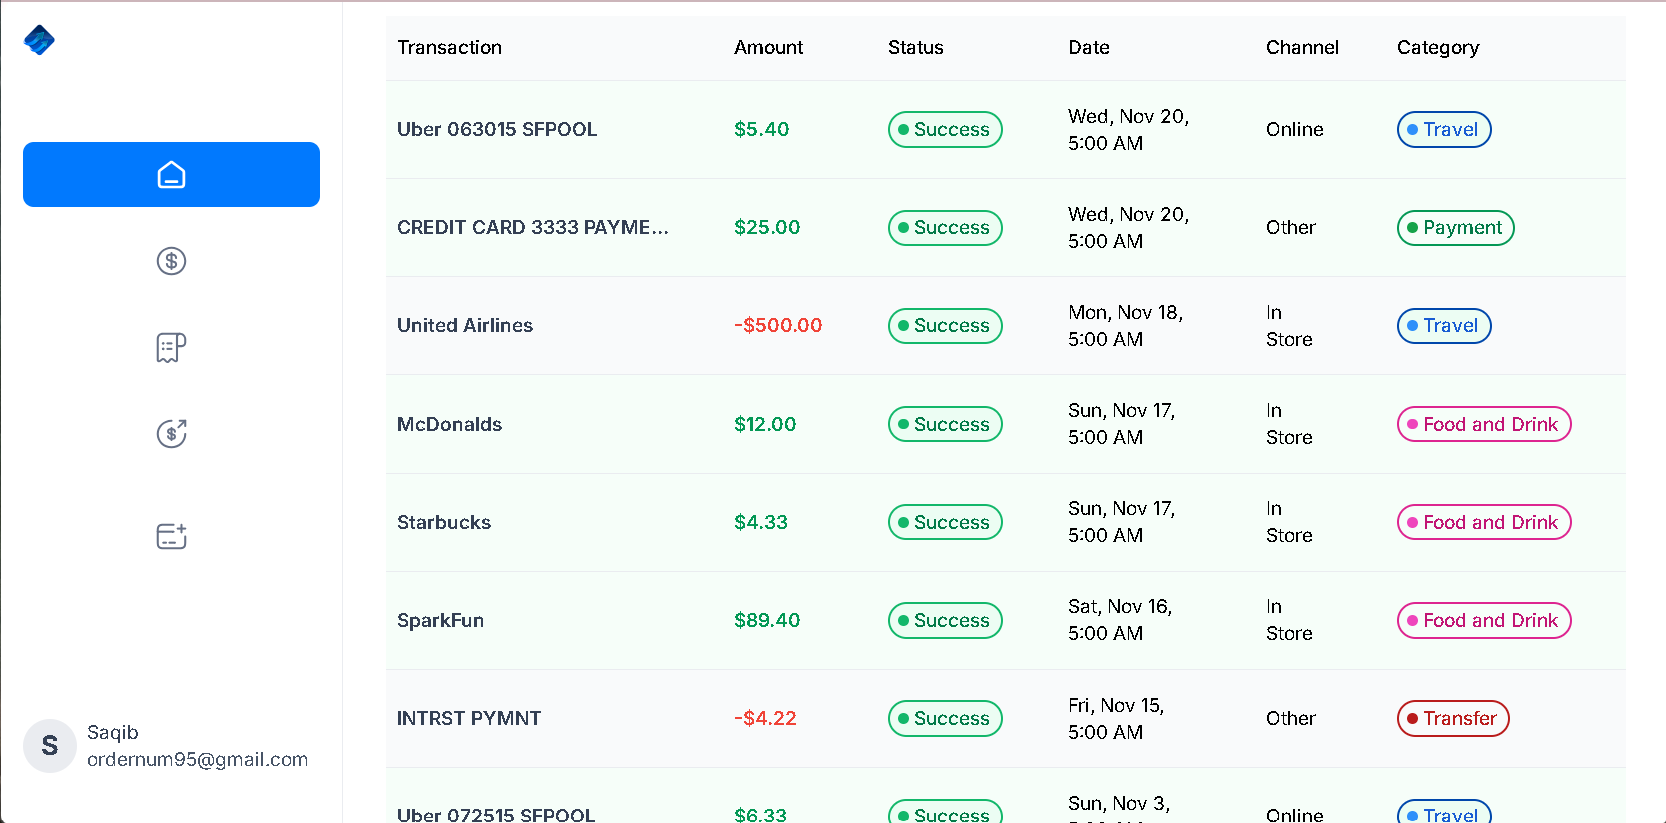 Transaction Amount Status Date Channel Category
Uber 063015 SFPOOL $5.40 Success Wed, Nov 20, 5:00 AM Online Travel
CREDIT CARD 3333 PAYME... $25.00 Success Wed, Nov 20, 5:00 AM Other Payment
United Airlines -$500.00 Success Mon, Nov 18, 5:00 AM In Store Travel
McDonalds $12.00 Success Sun, Nov 17, 5:00 AM In Store Food and Drink
Starbucks $4.33 Success Sun, Nov 17, 5:00 AM In Store Food and Drink
SparkFun $89.40 Success Sat, Nov 16, 5:00 AM In Store Food and Drink
INTRST PYMNT -$4.22 Success Fri, Nov 15, 5:00 AM Other Transfer
Uber 072515 SFPOOL $6.33 Success Sun, Nov 3, Online Travel
S
Saqib
ordernum95@gmail.com